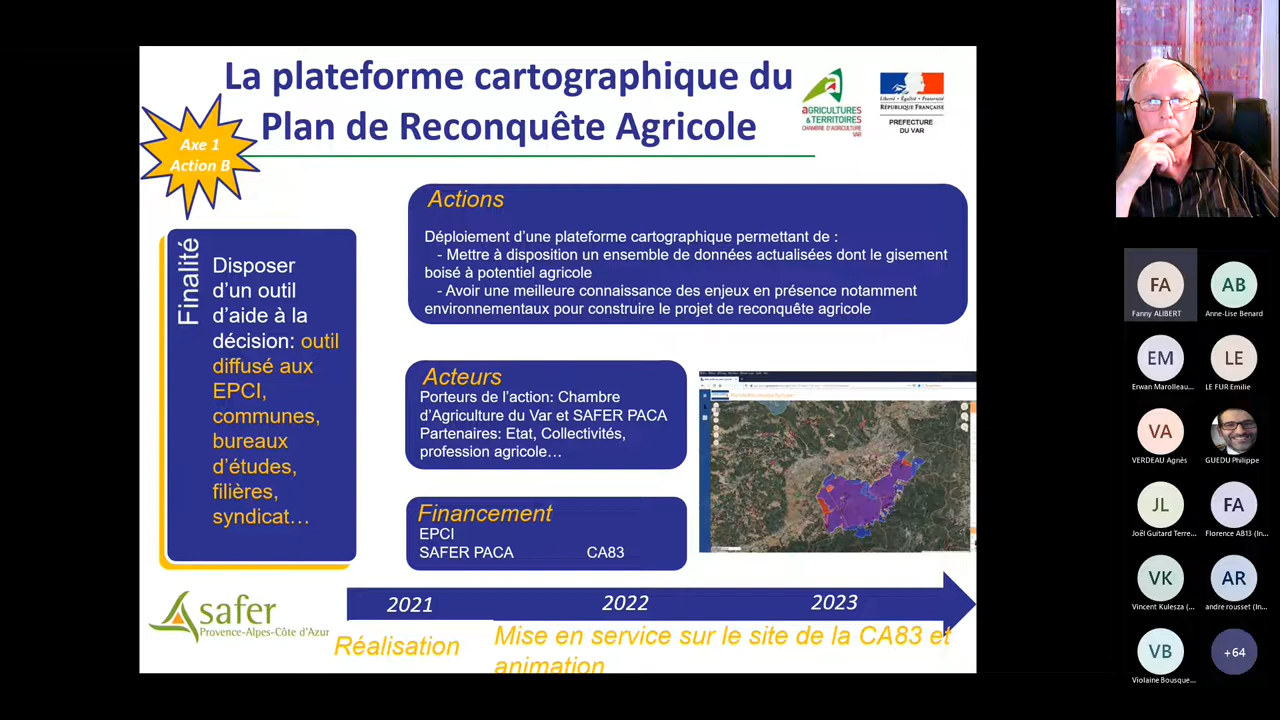 La plateforme cartographique du
Plan de Reconquête Agricole
Axe 1
Action B
agRICULTURES
& TERRITOIRES
CHAMBRE D'AGRICULTURE
VAR
Liberté • Égalité • Fraternité
RÉPUBLIQUE FRANÇAISE
PREFECTURE
DU VAR
Finalité
Disposer
d'un outil
d'aide à la
décision: outil
diffusé aux
EPCI,
communes,
bureaux
d'études,
filières,
syndicat…
Actions
Déploiement d'une plateforme cartographique permettant de :
- Mettre à disposition un ensemble de données actualisées dont le gisement
boisé à potentiel agricole
- Avoir une meilleure connaissance des enjeux en présence notamment
environnementaux pour construire le projet de reconquête agricole
Acteurs
Porteurs de l'action: Chambre
d'Agriculture du Var et SAFER PACA
Partenaires: Etat, Collectivités,
profession agricole…
Financement
EPCI
SAFER PACA CA83
safer
Provence-Alpes-Côte d'Azur
2021 2022 2023
Réalisation
Mise en service sur le site de la CA83 et
animation
FA AB
Fanny ALIBERT Anne-Lise Benard
EM LE
Erwan Marolleau... LE FUR Emilie
VA
VERDEAU Agnès GUEDU Philippe
JL FA
Joël Guitard Terre... Florence AB13 (In...
VK AR
Vincent Kulesza (... andre rousset (In...
VB +64
Violaine Bousque...